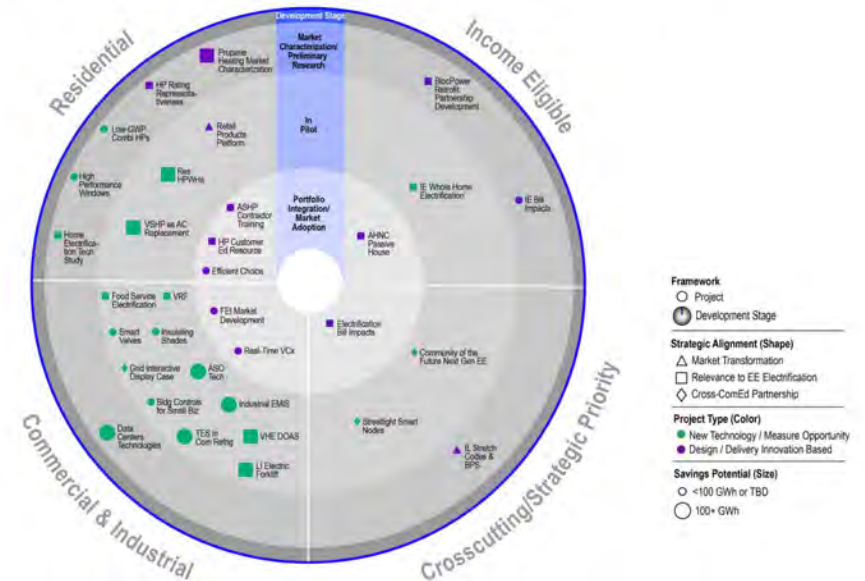 Development Stage
Market
Characterization/
Preliminary
Research
In
Pilot
Portfolio
Integration/
Market
Adoption
Residential
Propane
Heating Market
Characterization
HP Rating
Representa-
tiveness
Low-GWP
Combi HPs
Retail
Products
Platform
High
Performance
Windows
Res
HPWHs
VSHP as AC
Replacement
Home
Electrifica-
tion Tech
Study
ASHP
Contractor
Training
HP Customer
Ed Resource
Efficient Choice
Income Eligible
BlocPower
Retrofit
Partnership
Development
IE Whole Home
Electrification
IE Bill
Impacts
AHNC
Passive
House
Food Service
Electrification
VRF
FEI Market
Development
Smart
Valves
Insulating
Shades
Real-Time VCx
Grid Interactive
Display Case
ASO
Tech
Bldg Controls
for Small Biz
Industrial EMIS
Data
Centers
Technologies
TES in
Com Refrig
VHE DOAS
LI Electric
Forklift
Commercial & Industrial
Electrification
Bill Impacts
Community of the
Future Next Gen EE
Streetlight Smart
Nodes
IL Stretch
Codes &
BPS
Crosscutting/Strategic Priority
Framework
Project
Development Stage
Strategic Alignment (Shape)
Market Transformation
Relevance to EE Electrification
Cross-ComEd Partnership
Project Type (Color)
New Technology / Measure Opportunity
Design / Delivery Innovation Based
Savings Potential (Size)
<100 GWh or TBD
100+ GWh